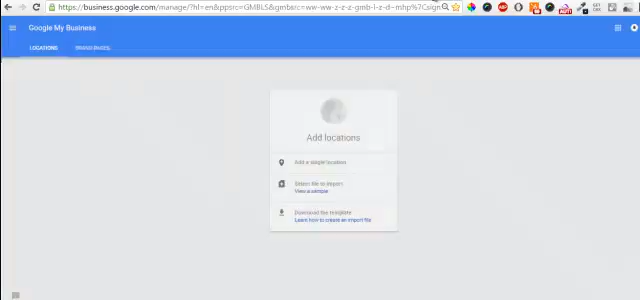 https://business.google.com/manage/?hl=en&ppsrc=GMBLS&gmbsrc=ww-ww-z-z-z-gmb-l-z-d--mhp%7Csign
Google My Business
LOCATIONS
BRAND PAGES
Add locations
Add a single location
Select file to import
View a sample
Download the template
Learn how to create an import file